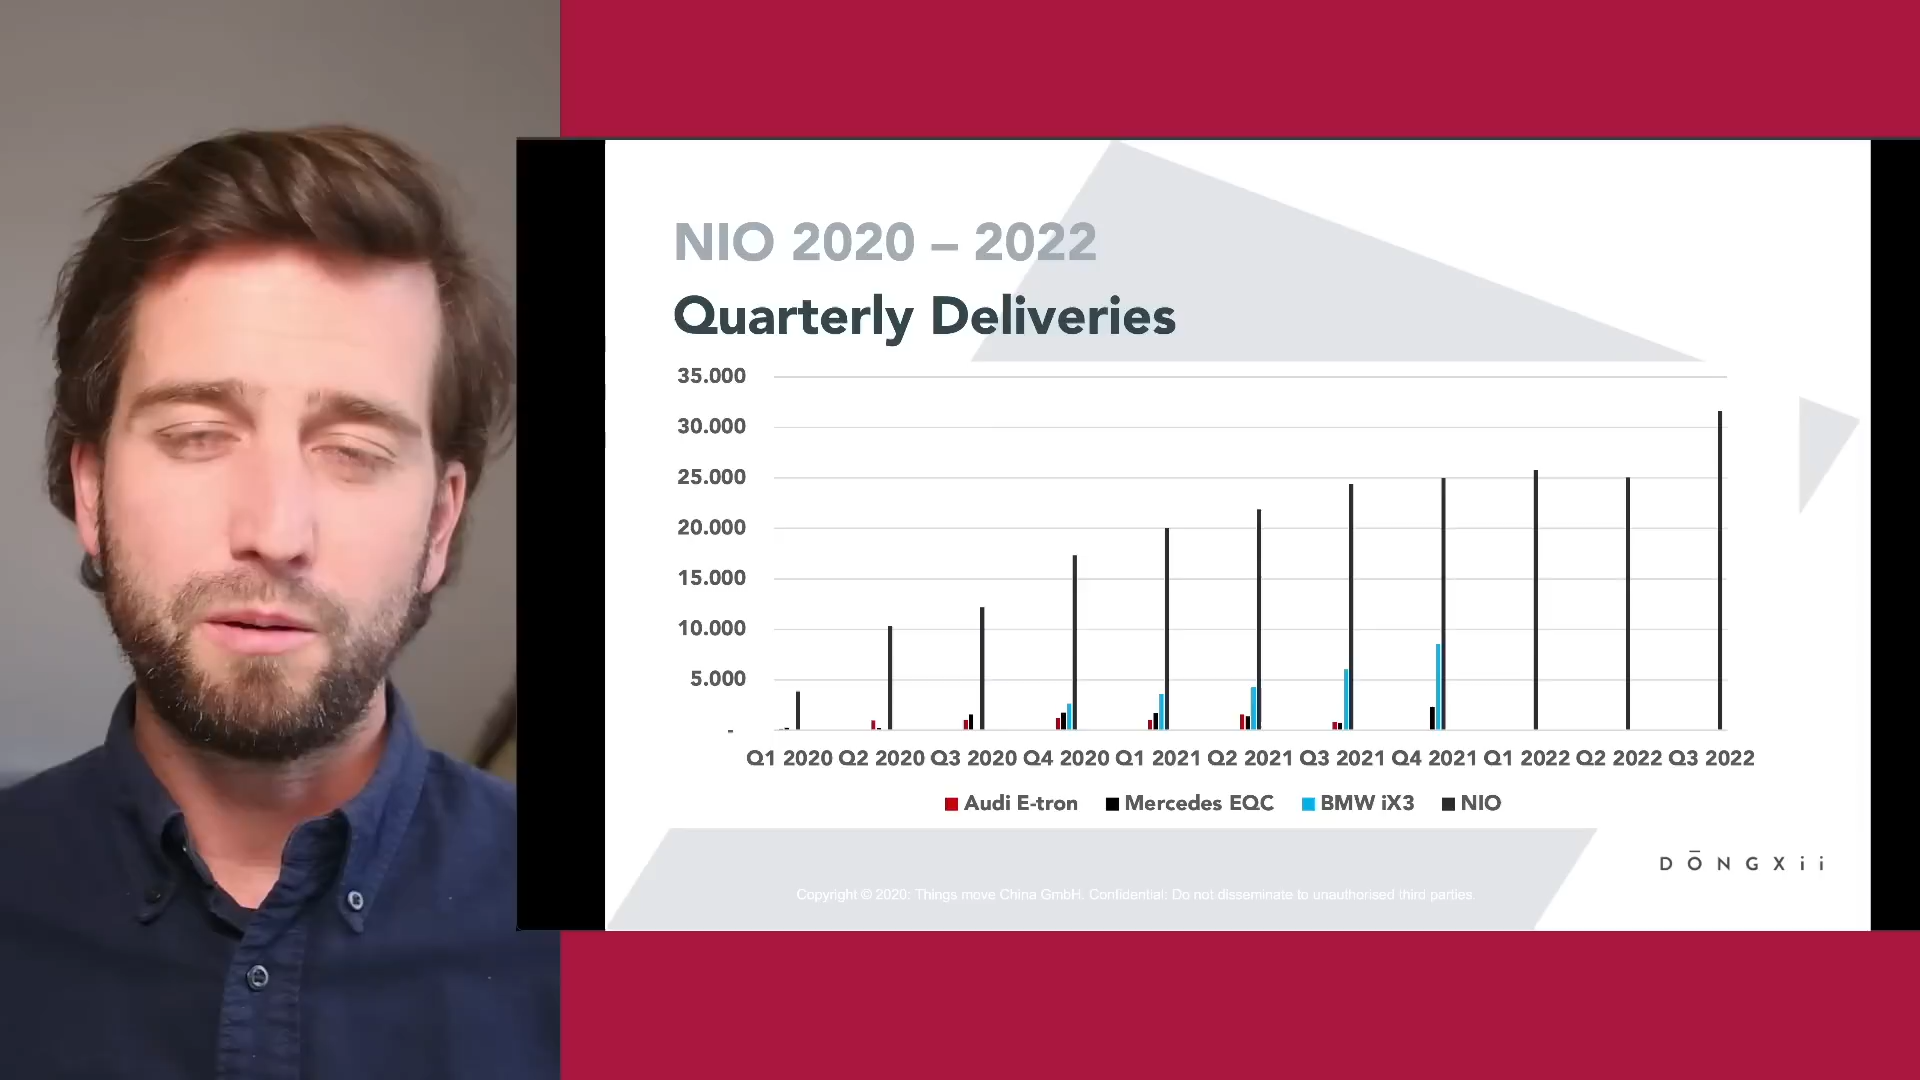 NIO 2020 – 2022
Quarterly Deliveries
35.000
30.000
25.000
20.000
15.000
10.000
5.000
-
Q1 2020 Q2 2020 Q3 2020 Q4 2020 Q1 2021 Q2 2021 Q3 2021 Q4 2021 Q1 2022 Q2 2022 Q3 2022
Audi E-tron Mercedes EQC BMW iX3 NIO
DŌNGXii
Copyright © 2020: Things move China GmbH. Confidential: Do not disseminate to unauthorised third parties.